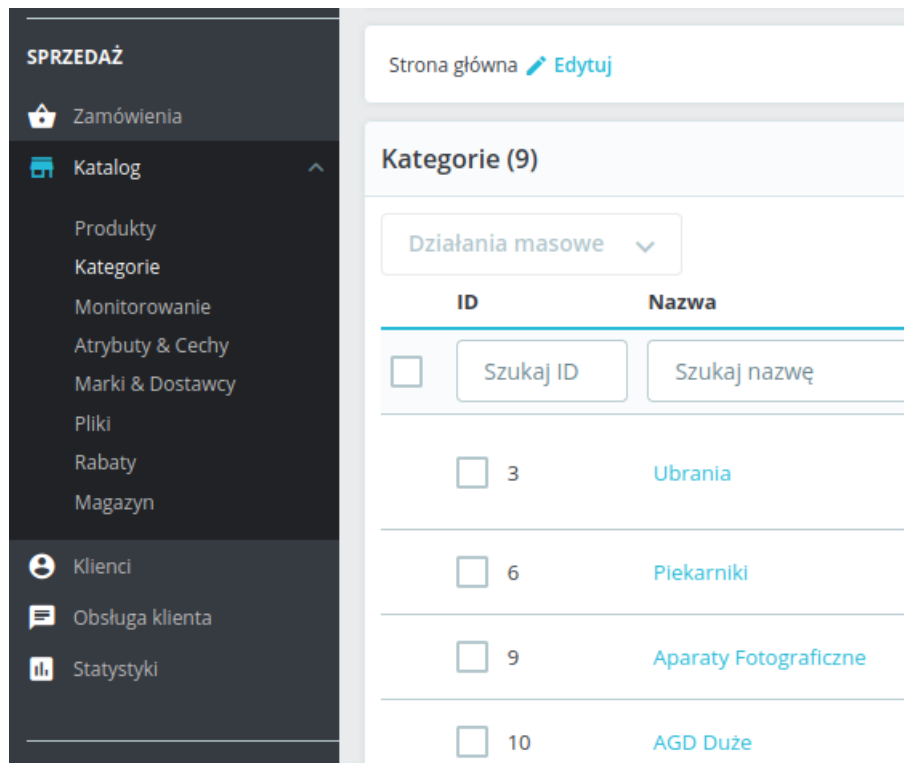 SPRZEDAŻ
Zamówienia
Katalog
Produkty
Kategorie
Monitorowanie
Atrybuty & Cechy
Marki & Dostawcy
Pliki
Rabaty
Magazyn
Klienci
Obsługa klienta
Statystyki
Strona główna Edytuj
Kategorie (9)
Działania masowe
ID Nazwa
Szukaj ID Szukaj nazwę
3 Ubrania
6 Piekarniki
9 Aparaty Fotograficzne
10 AGD Duże